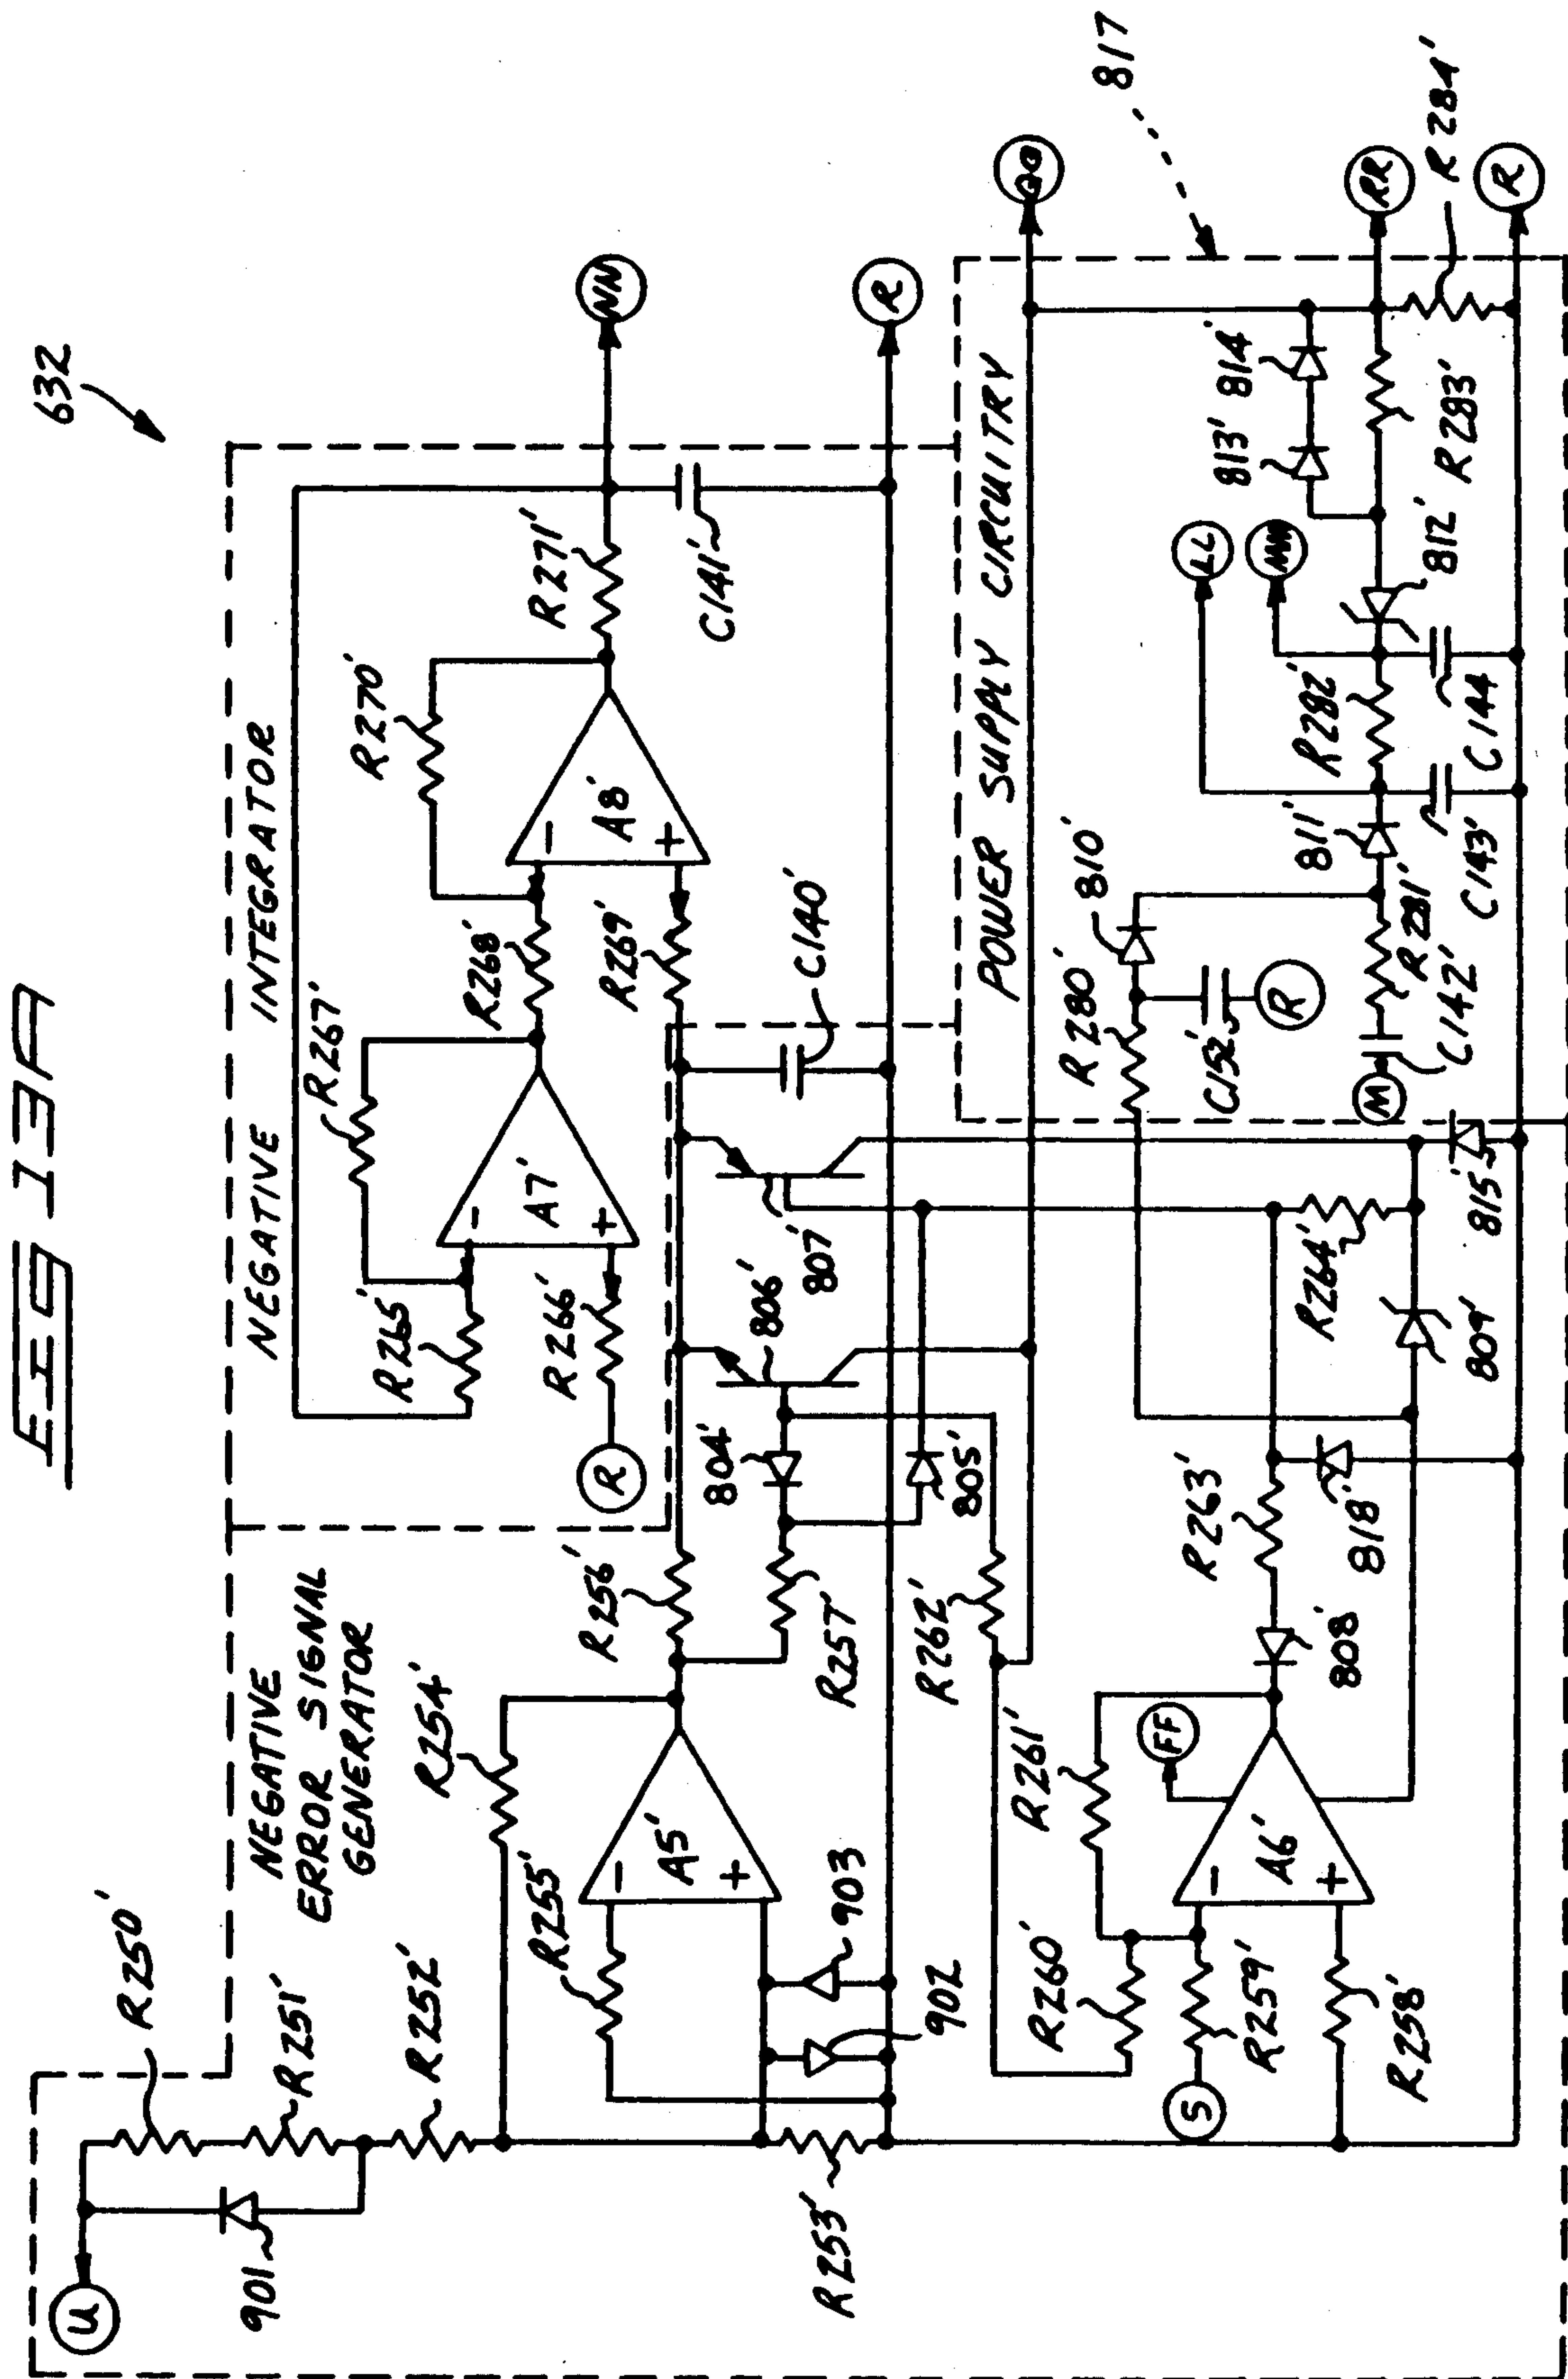 FIG 13A
632
NEGATIVE INTEGRATOR
R267'
R270'
R265'
A7'
-
+
R268'
A8'
-
+
R271'
NN
R266'
R
R269'
C141'
C140'
R
NEGATIVE
ERROR SIGNAL
GENERATOR
U
901
R250'
R251'
R252'
R253'
R254'
R255'
A5'
-
+
902
903
R256'
R257'
804'
805'
806'
807'
R262'
R261'
R260'
S
R259'
R258'
A6'
-
+
FF
808'
R263'
818'
R264'
809'
815'
POWER SUPPLY CIRCUITRY
817
R280'
810'
C152'
R
M
C142'
R281'
811'
C143'
R282'
C144
LL
MM
812'
813'
814'
R283'
R284'
QQ
RR
R